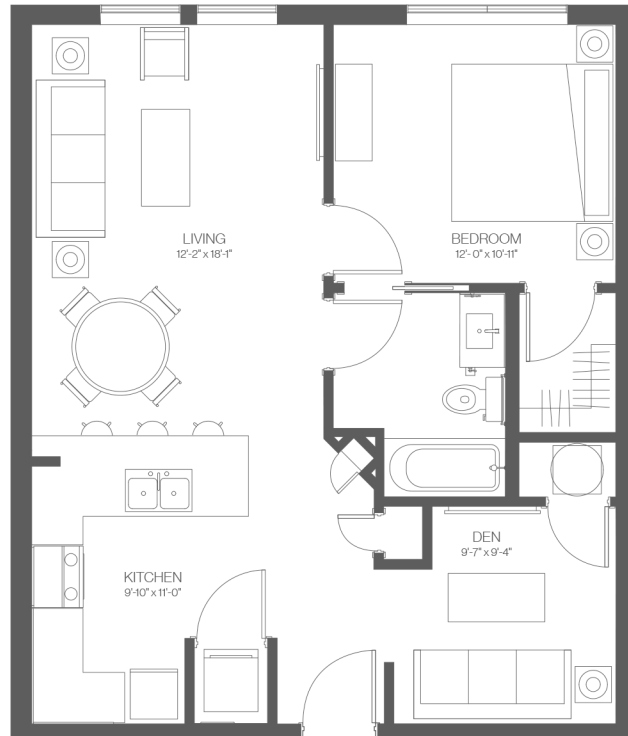 LIVING
12'-2" x 18'-1"
BEDROOM
12'-0" x 10'-11"
DEN
9'-7" x 9'-4"
KITCHEN
9'-10" x 11'-0"